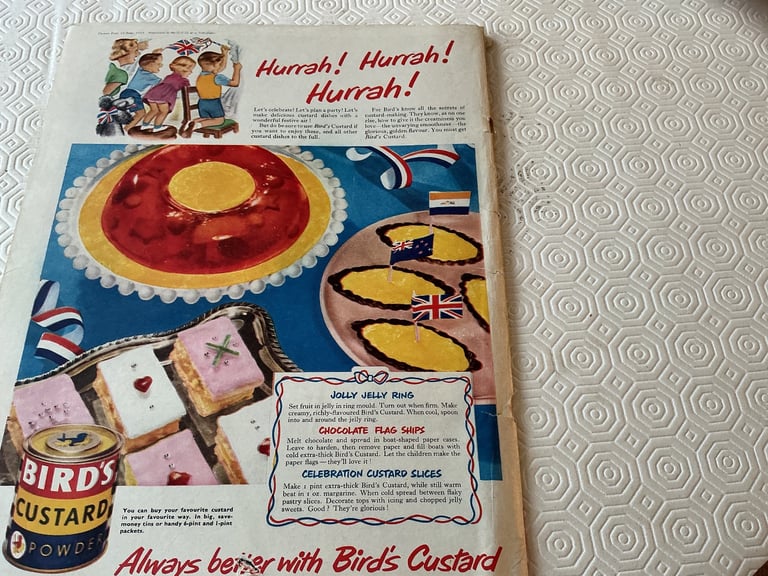 Hurrah! Hurrah!
Hurrah!
Let's celebrate! Let's plan a party! Let's
make delicious custard dishes with a
wonderful festive air!
But do be sure to use Bird's Custard if
you want to enjoy these, and all other
custard dishes to the full.
For Bird's know all the secrets of
custard-making. They know, as no one
else, how to give it the creaminess you
love—the unvarying smoothness—the
glorious, golden flavour. You must get
Bird's Custard.
JOLLY JELLY RING
Set fruit in jelly in ring mould. Turn out when firm. Make
creamy, richly-flavoured Bird's Custard. When cool, spoon
into and around the jelly ring.
CHOCOLATE FLAG SHIPS
Melt chocolate and spread in boat-shaped paper cases.
Leave to harden, then remove paper and fill boats with
cold extra-thick Bird's Custard. Let the children make the
paper flags — they'll love it!
CELEBRATION CUSTARD SLICES
Make 1 pint extra-thick Bird's Custard, while still warm
beat in 1 oz. margarine. When cold spread between flaky
pastry slices. Decorate tops with icing and chopped jelly
sweets. Good? They're glorious!
BIRD'S
CUSTARD
POWDER
You can buy your favourite custard
in your favourite way. In big, save-
money tins or handy 6-pint and 1-pint
packets.
Always better with Bird's Custard